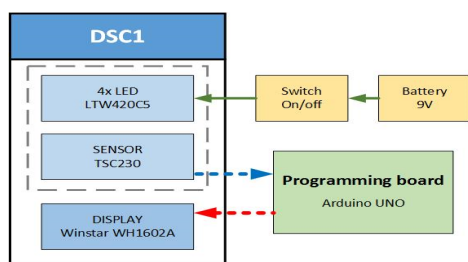 DSC1
4x LED
LTW420C5
Switch
On/off
Battery
9V
SENSOR
TSC230
Programming board
Arduino UNO
DISPLAY
Winstar WH1602A